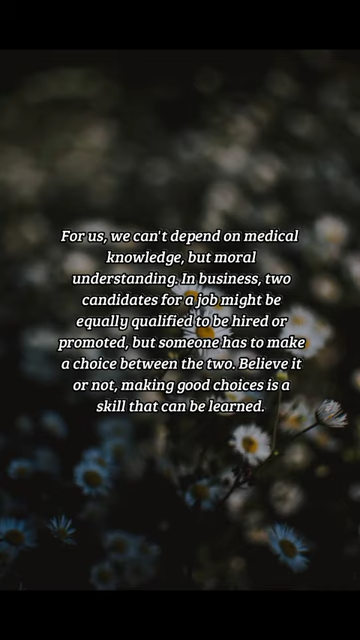 For us, we can't depend on medical
knowledge, but moral
understanding. In business, two
candidates for a job might be
equally qualified to be hired or
promoted, but someone has to make
a choice between the two. Believe it
or not, making good choices is a
skill that can be learned.